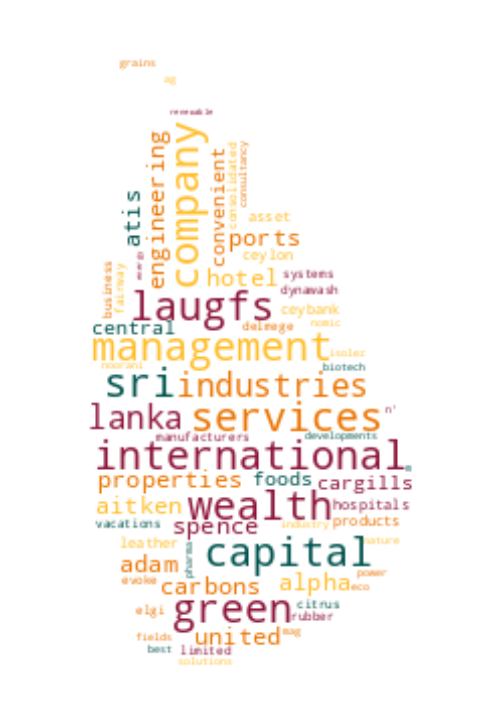 grains
ag
renewable
company
engineering
convenient
consolidated
consultancy
atis
asset
ports
ceylon
hotel
systems
business
fairway
dynawash
laugfs
ceybank
central
delmege
nomic
management
isoler
noorani
biotech
sri industries
lanka services
n'
manufacturers
developments
international
properties foods cargills
aitken wealth hospitals
vacations spence industry products
leather capital nature
adam pharma
evoke carbons alpha eco
power
elgi green citrus
rubber
fields united mag
best limited
solutions